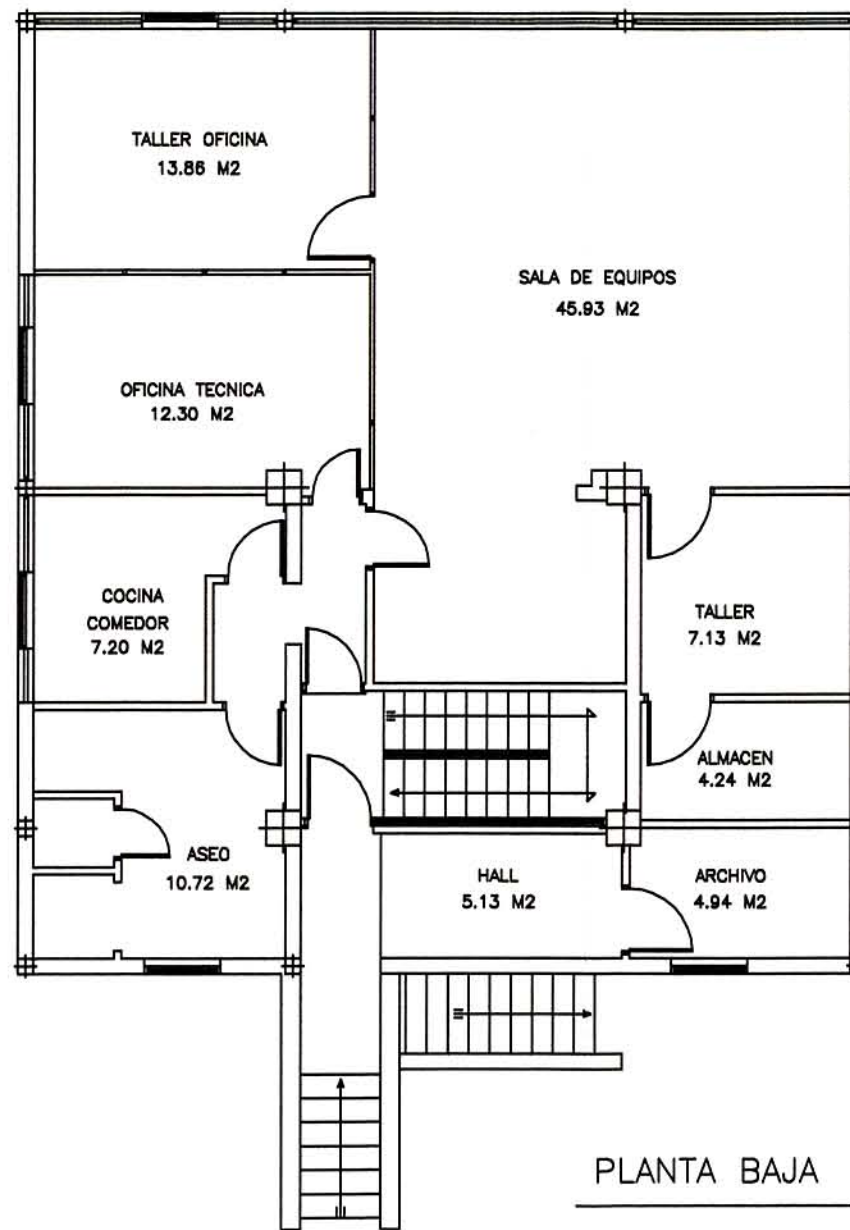 TALLER OFICINA
13.86 M2
SALA DE EQUIPOS
45.93 M2
OFICINA TECNICA
12.30 M2
COCINA
COMEDOR
7.20 M2
TALLER
7.13 M2
ALMACEN
4.24 M2
ASEO
10.72 M2
HALL
5.13 M2
ARCHIVO
4.94 M2
PLANTA BAJA